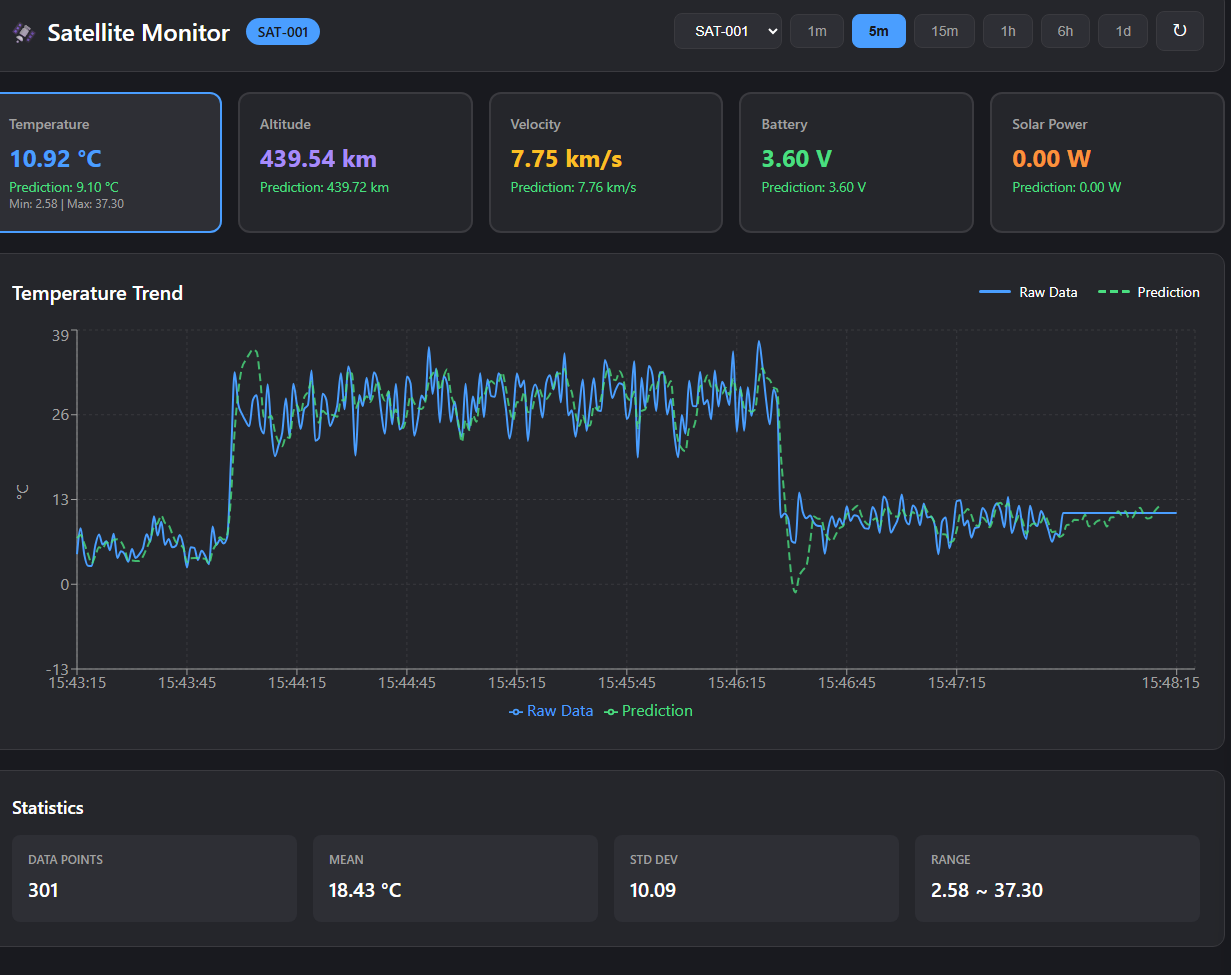 Satellite Monitor SAT-001 SAT-001 1m 5m 15m 1h 6h 1d ↻
Temperature
10.92 °C
Prediction: 9.10 °C
Min: 2.58 | Max: 37.30
Altitude
439.54 km
Prediction: 439.72 km
Velocity
7.75 km/s
Prediction: 7.76 km/s
Battery
3.60 V
Prediction: 3.60 V
Solar Power
0.00 W
Prediction: 0.00 W
Temperature Trend
Raw Data Prediction
39
26
13
0
-13
°C
15:43:15 15:43:45 15:44:15 15:44:45 15:45:15 15:45:45 15:46:15 15:46:45 15:47:15 15:48:15
Raw Data Prediction
Statistics
DATA POINTS
301
MEAN
18.43 °C
STD DEV
10.09
RANGE
2.58 ~ 37.30